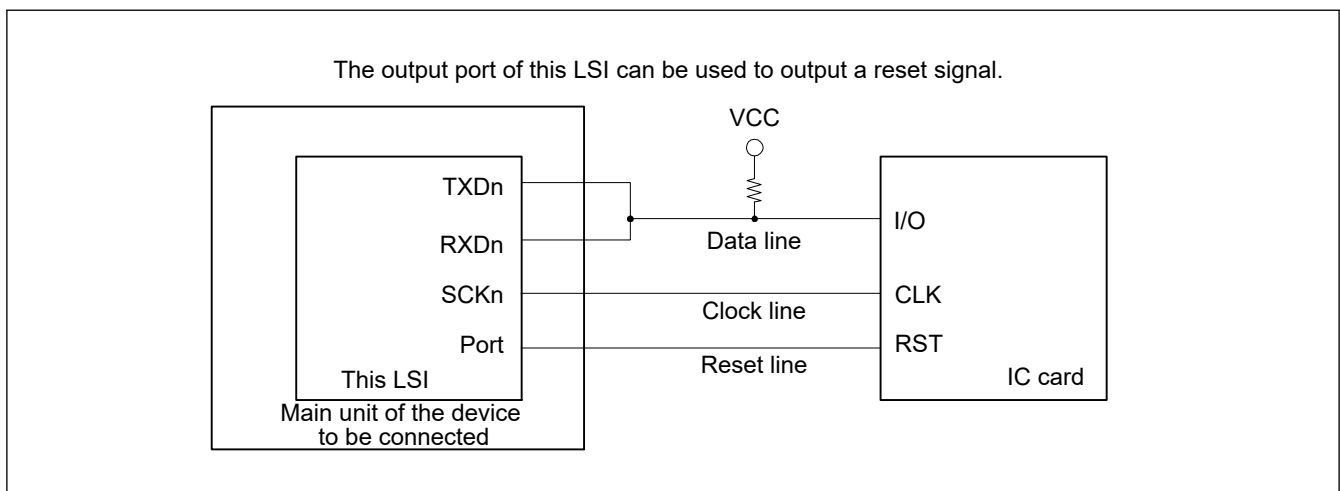 The output port of this LSI can be used to output a reset signal.
VCC
TXDn
I/O
Data line
RXDn
SCKn
CLK
Clock line
Port
RST
Reset line
This LSI
IC card
Main unit of the device
to be connected